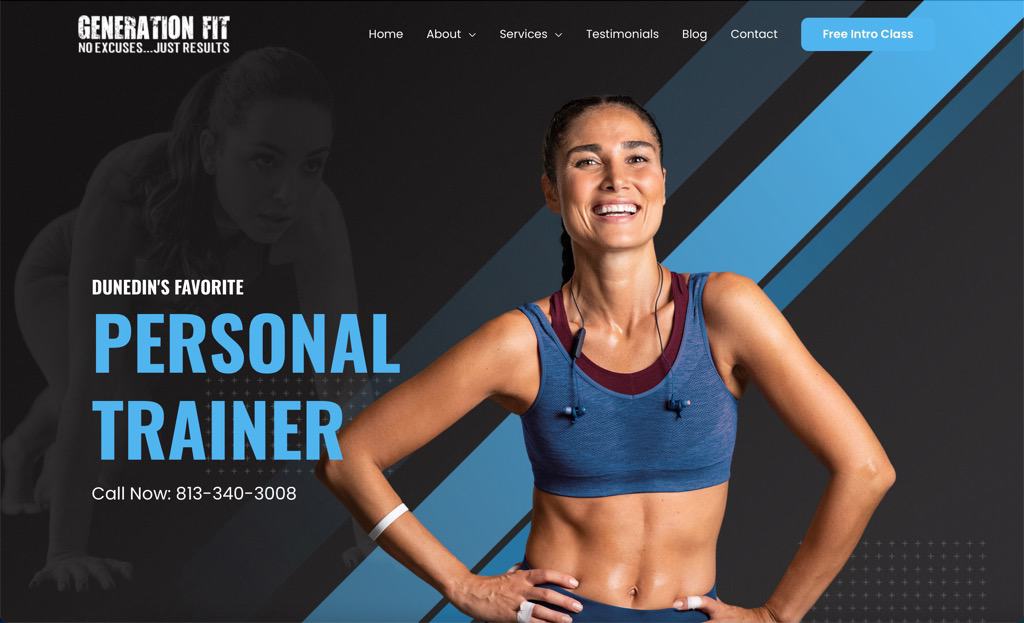 GENERATION FIT
NO EXCUSES...JUST RESULTS
Home About Services Testimonials Blog Contact Free Intro Class
DUNEDIN'S FAVORITE
PERSONAL
TRAINER
Call Now: 813-340-3008